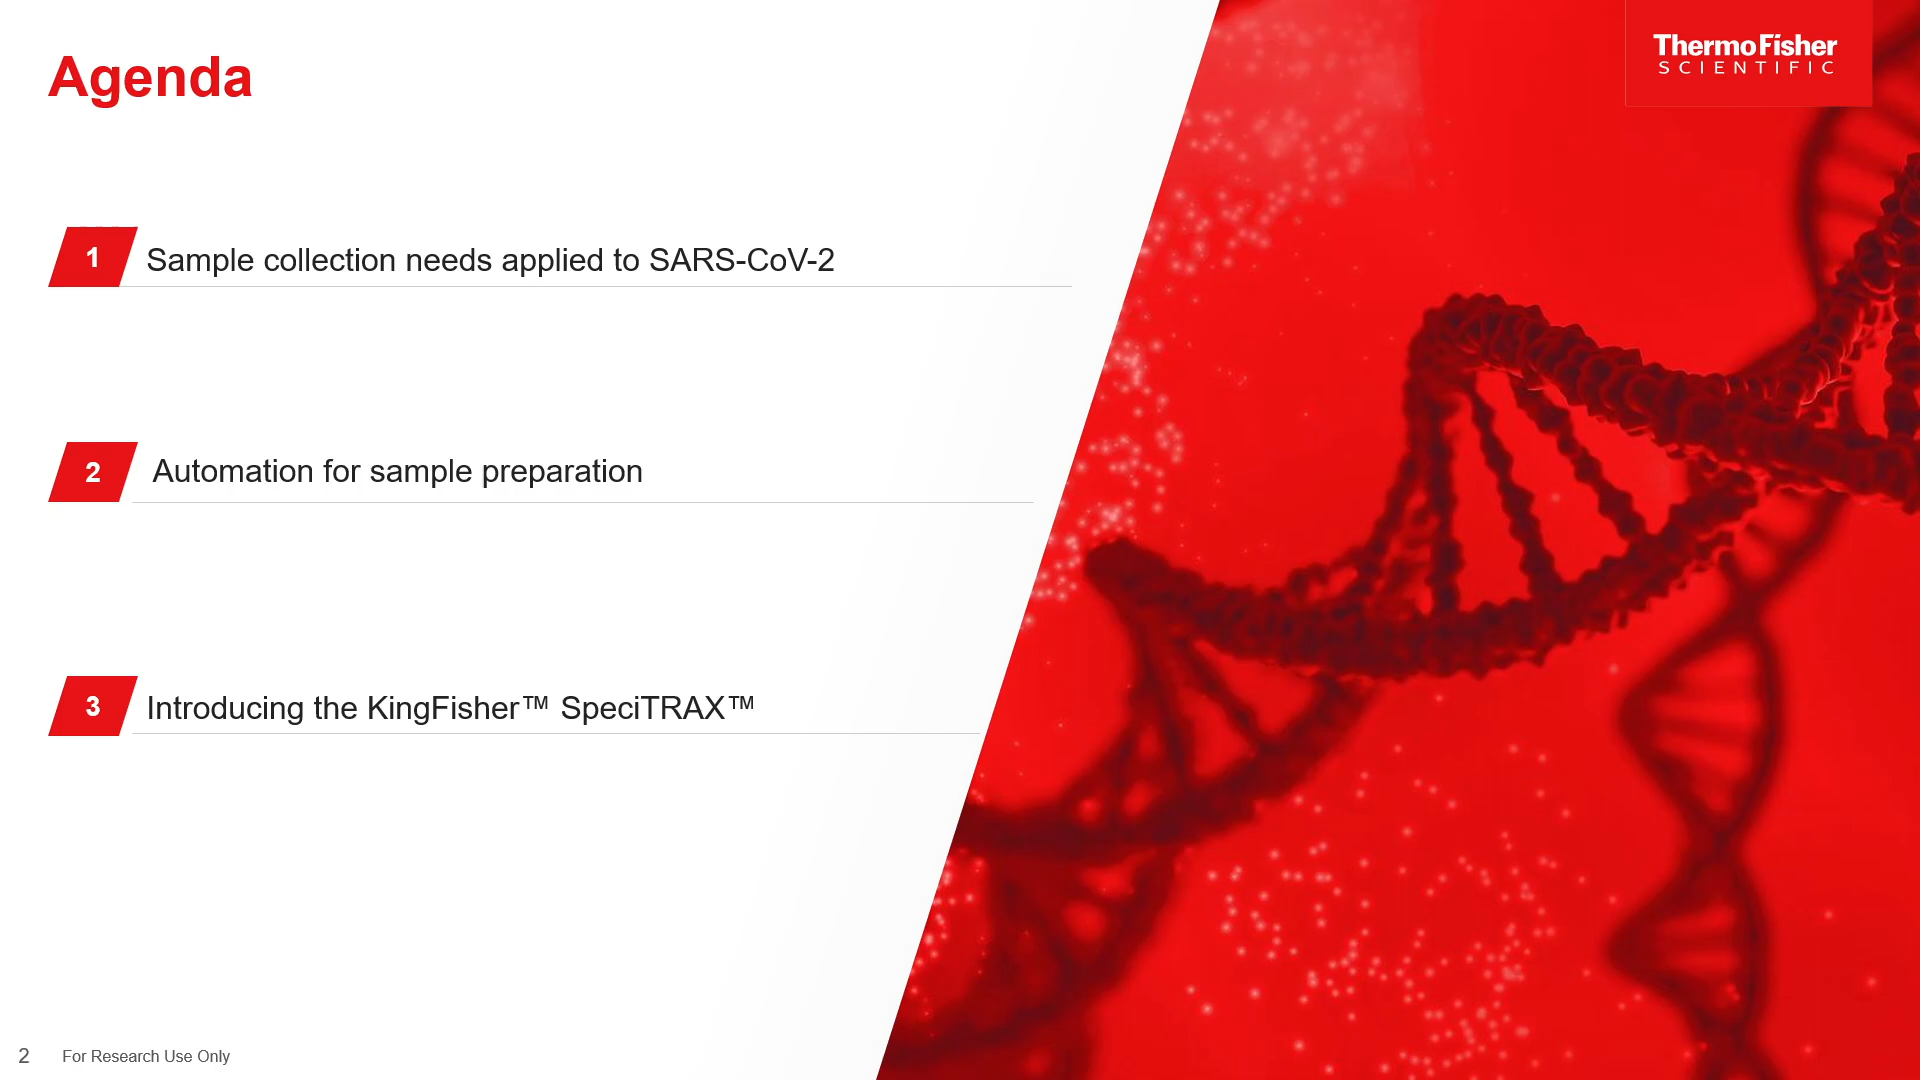 Agenda
ThermoFisher
SCIENTIFIC
1 Sample collection needs applied to SARS-CoV-2
2 Automation for sample preparation
3 Introducing the KingFisher™ SpeciTRAX™
2 For Research Use Only